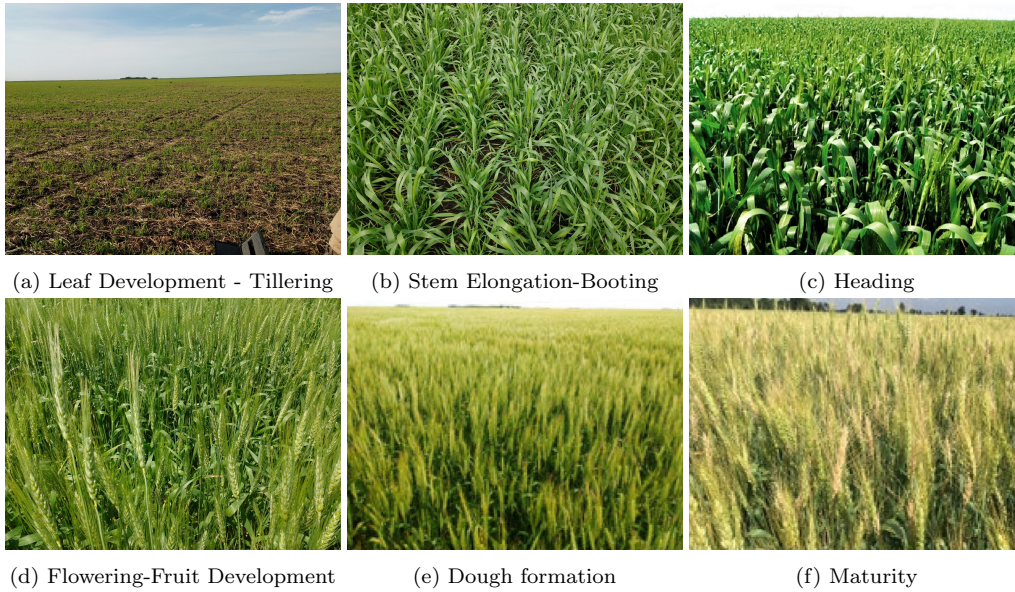 (a) Leaf Development - Tillering
(b) Stem Elongation-Booting
(c) Heading
(d) Flowering-Fruit Development
(e) Dough formation
(f) Maturity